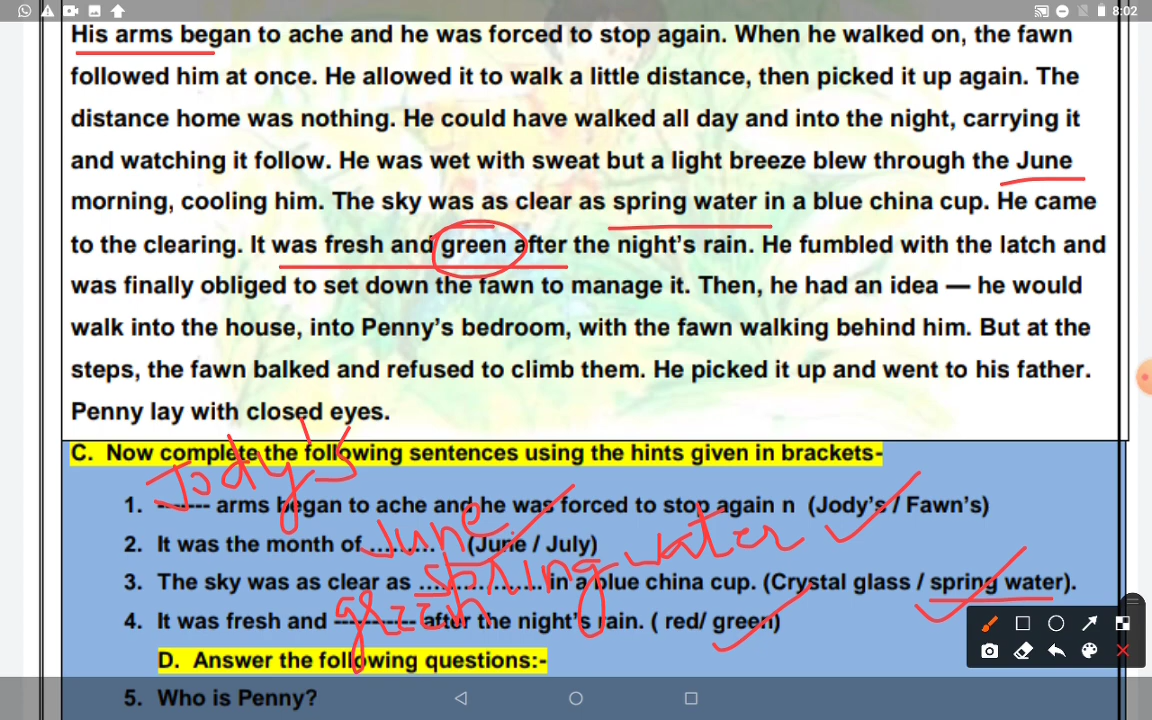 8:02
His arms began to ache and he was forced to stop again. When he walked on, the fawn
followed him at once. He allowed it to walk a little distance, then picked it up again. The
distance home was nothing. He could have walked all day and into the night, carrying it
and watching it follow. He was wet with sweat but a light breeze blew through the June
morning, cooling him. The sky was as clear as spring water in a blue china cup. He came
to the clearing. It was fresh and green after the night's rain. He fumbled with the latch and
was finally obliged to set down the fawn to manage it. Then, he had an idea — he would
walk into the house, into Penny's bedroom, with the fawn walking behind him. But at the
steps, the fawn balked and refused to climb them. He picked it up and went to his father.
Penny lay with closed eyes.
C. Now complete the following sentences using the hints given in brackets-
Jody's
1. ------- arms began to ache and he was forced to stop again n (Jody's / Fawn's)
June
2. It was the month of ......... (June / July)
spring water
3. The sky was as clear as ................ in a blue china cup. (Crystal glass / spring water).
green
4. It was fresh and ---------- after the night's rain. ( red/ green)
D. Answer the following questions:-
5. Who is Penny?